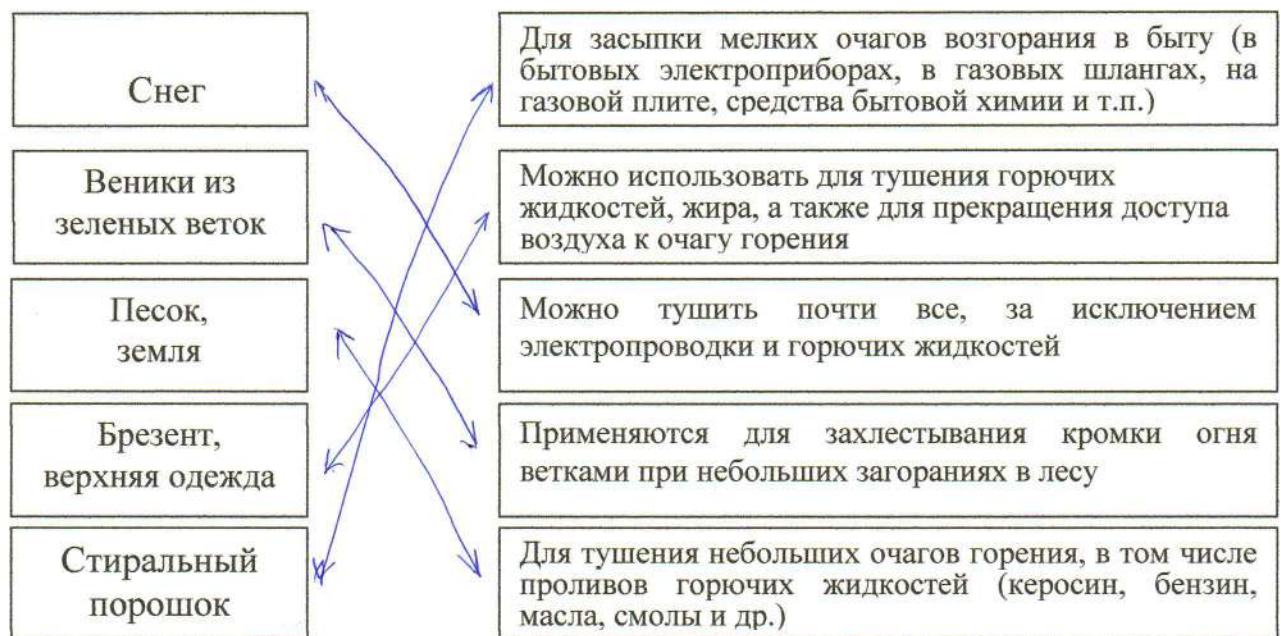 Снег
Для засыпки мелких очагов возгорания в быту (в
бытовых электроприборах, в газовых шлангах, на
газовой плите, средства бытовой химии и т.п.)
Веники из
зеленых веток
Можно использовать для тушения горючих
жидкостей, жира, а также для прекращения доступа
воздуха к очагу горения
Песок,
земля
Можно тушить почти все, за исключением
электропроводки и горючих жидкостей
Брезент,
верхняя одежда
Применяются для захлестывания кромки огня
ветками при небольших загораниях в лесу
Стиральный
порошок
Для тушения небольших очагов горения, в том числе
проливов горючих жидкостей (керосин, бензин,
масла, смолы и др.)